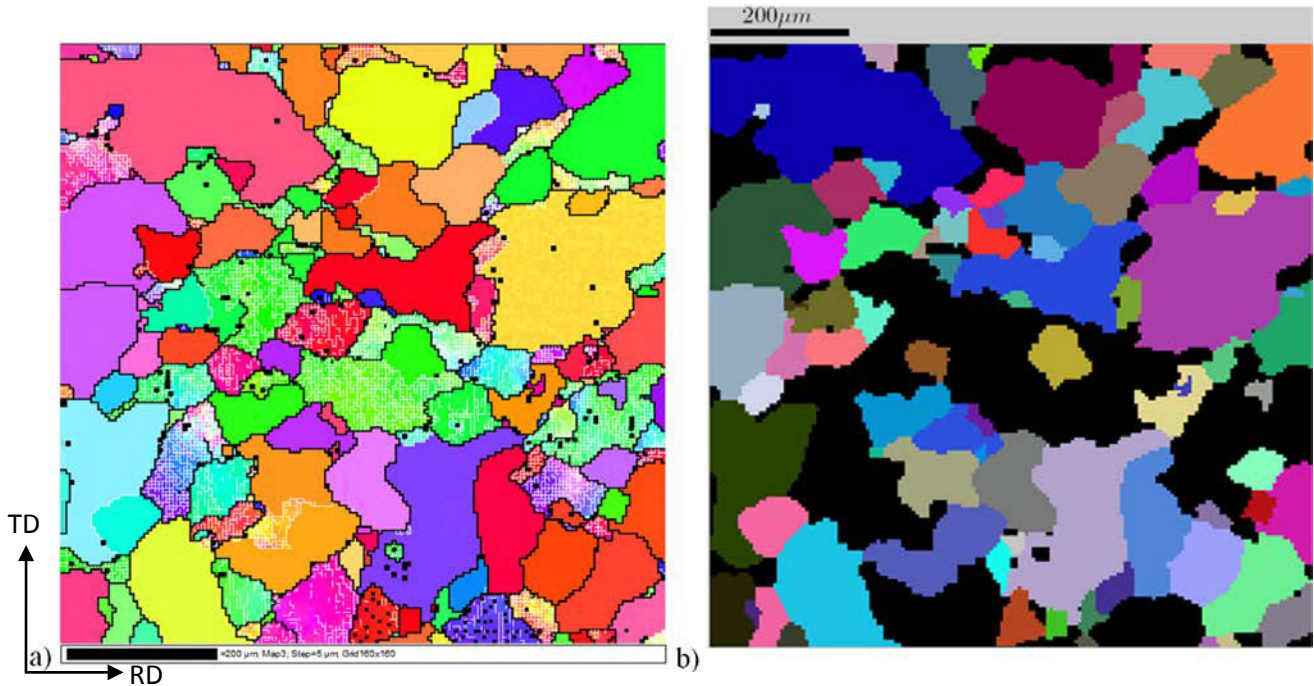 200μm
TD
a)
=200 μm; Map3; Step=5 μm; Grid160x160
b)
RD